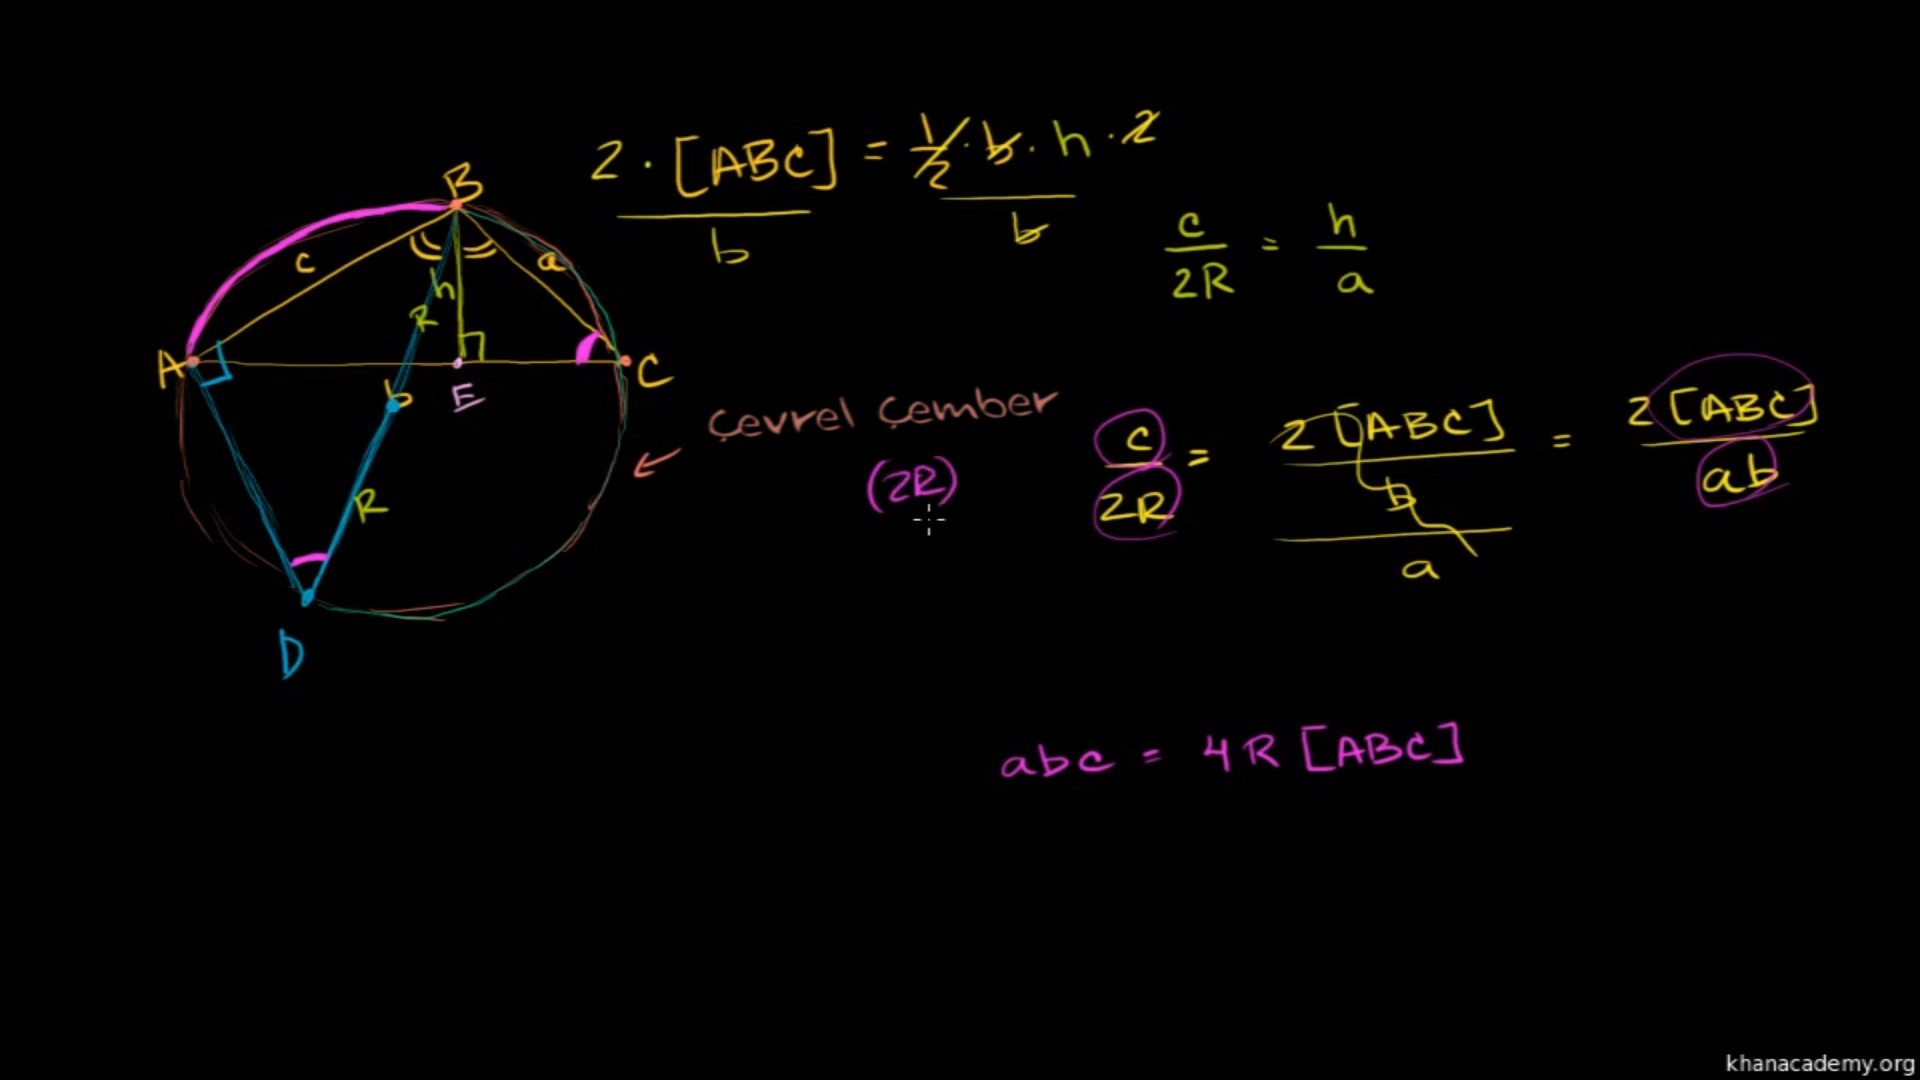 B
c
a
h
R
A
C
b
E
R
D
2 · [ABC] = 1/2 · b · h · 2
b
b
c/2R = h/a
Çevrel Çember
(2R)
c/2R = 2[ABC]/b/a = 2[ABC]/ab
abc = 4R [ABC]
khanacademy.org